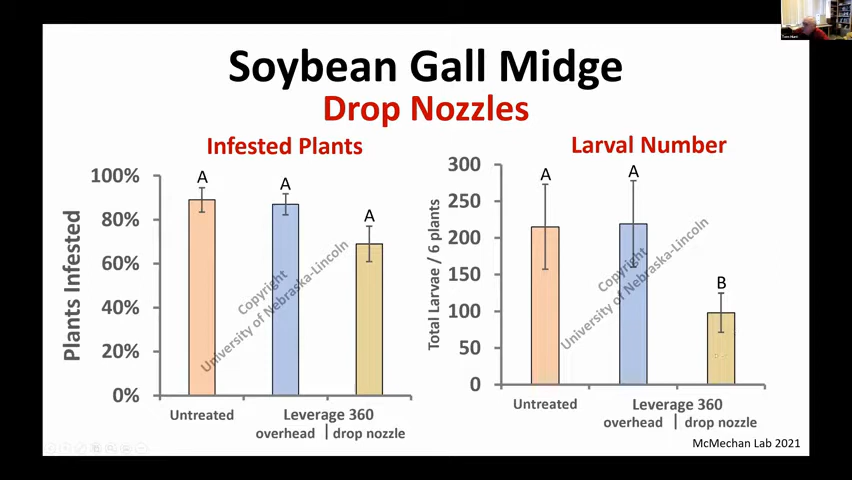 Soybean Gall Midge
Drop Nozzles
Infested Plants
Plants Infested
100%
80%
60%
40%
20%
0%
A
A
A
Copyright
University of Nebraska-Lincoln
Untreated
Leverage 360
overhead | drop nozzle
Larval Number
Total Larvae / 6 plants
300
250
200
150
100
50
0
A
A
B
Copyright
University of Nebraska-Lincoln
Untreated
Leverage 360
overhead | drop nozzle
McMechan Lab 2021